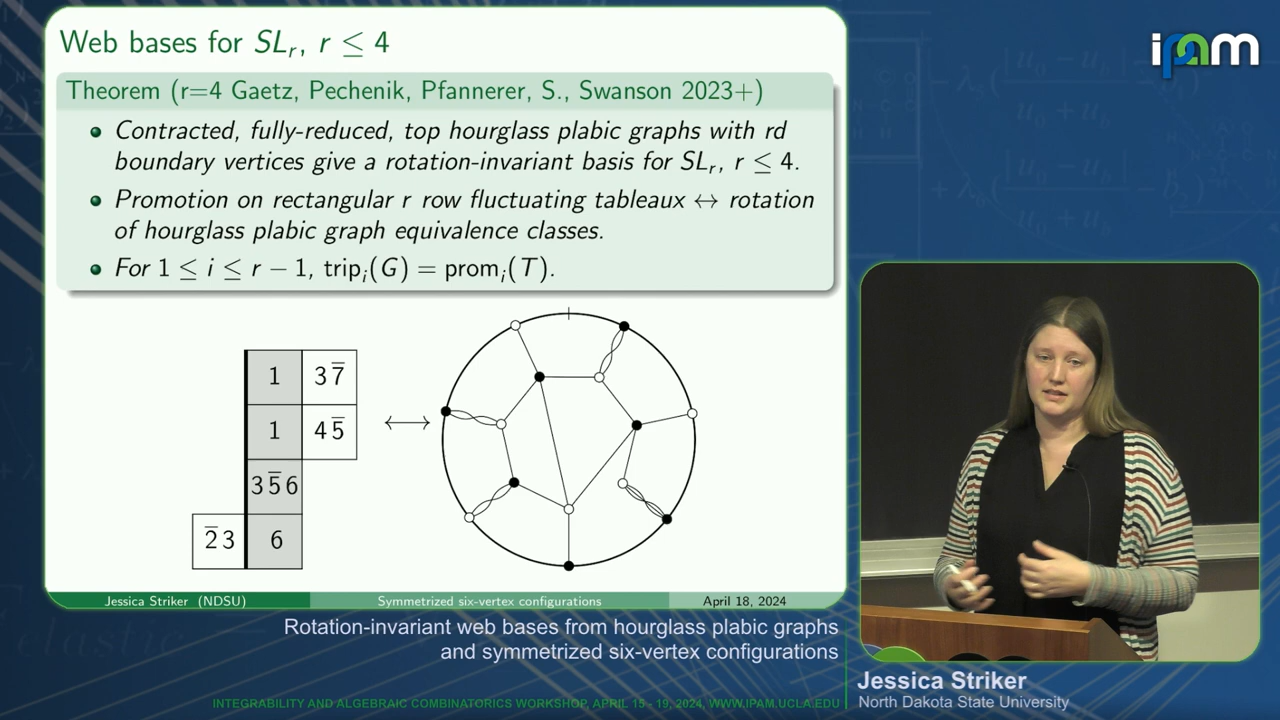 Web bases for SLᵣ, r ≤ 4
Theorem (r=4 Gaetz, Pechenik, Pfannerer, S., Swanson 2023+)
• Contracted, fully-reduced, top hourglass plabic graphs with rd
boundary vertices give a rotation-invariant basis for SLᵣ, r ≤ 4.
• Promotion on rectangular r row fluctuating tableaux ↔ rotation
of hourglass plabic graph equivalence classes.
• For 1 ≤ i ≤ r − 1, tripᵢ(G) = promᵢ(T).
1 3 7̅
1 4 5̅
3 5̅ 6
2̅ 3 6
↔
Jessica Striker (NDSU) Symmetrized six-vertex configurations April 18, 2024
Rotation-invariant web bases from hourglass plabic graphs
and symmetrized six-vertex configurations
INTEGRABILITY AND ALGEBRAIC COMBINATORICS WORKSHOP, APRIL 15 - 19, 2024, WWW.IPAM.UCLA.EDU
ipam
Jessica Striker
North Dakota State University